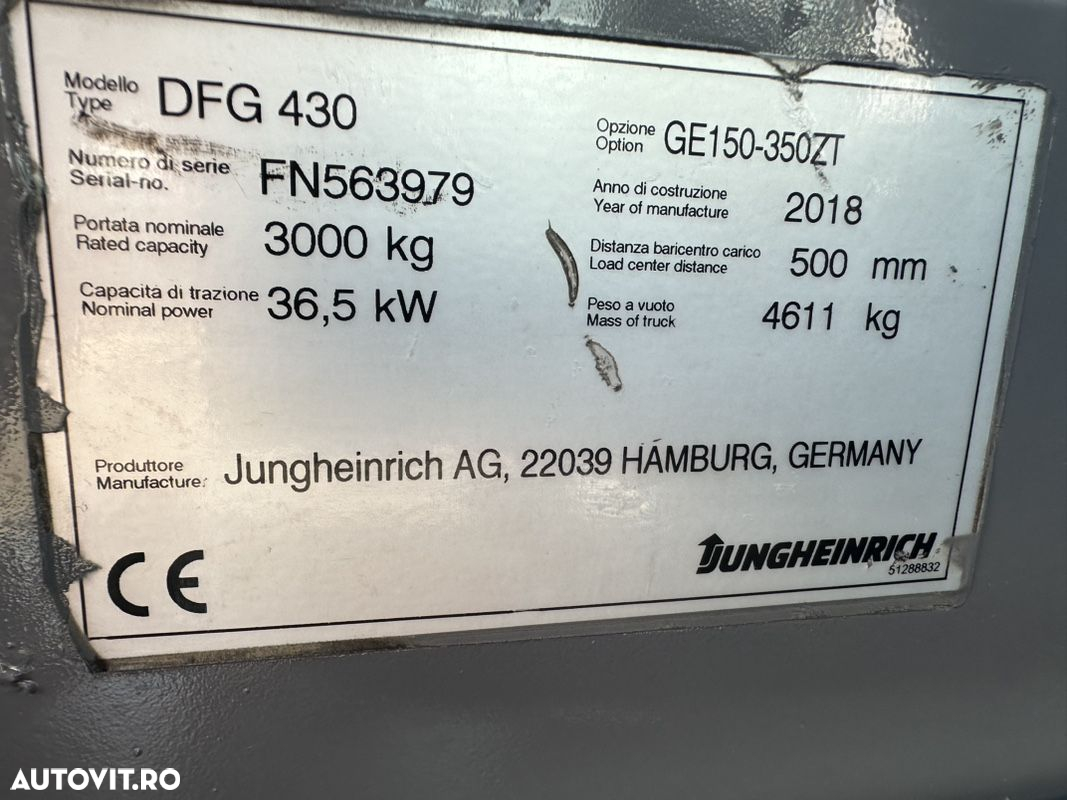 Modello
Type DFG 430
Opzione
Option GE150-350ZT
Numero di serie
Serial-no. FN563979
Anno di costruzione
Year of manufacture 2018
Portata nominale
Rated capacity 3000 kg
Distanza baricentro carico
Load center distance 500 mm
Capacità di trazione
Nominal power 36,5 kW
Peso a vuoto
Mass of truck 4611 kg
Produttore
Manufacture: Jungheinrich AG, 22039 HAMBURG, GERMANY
CE
JUNGHEINRICH
51288832
AUTOVIT.RO